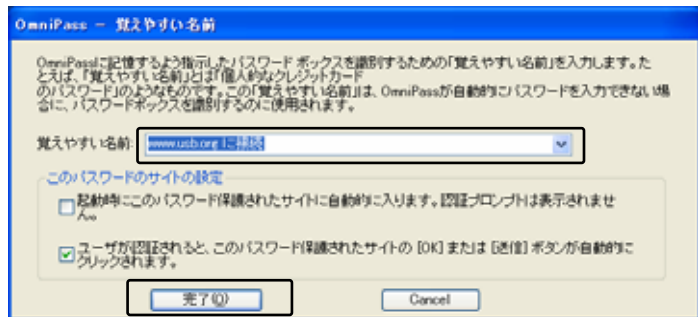 OmniPass － 覚えやすい名前
OmniPassに記憶するよう指示したパスワード ボックスを識別するための「覚えやすい名前」を入力します。た
とえば、「覚えやすい名前」とは「個人的なクレジットカード
のパスワード」のようなものです。この「覚えやすい名前」は、OmniPassが自動的にパスワードを入力できない場
合に、パスワードボックスを識別するのに使用されます。
覚えやすい名前: www.usb.org に接続
このパスワードのサイトの設定
起動時にこのパスワード保護されたサイトに自動的に入ります。認証プロンプトは表示されませ
ん。
ユーザが認証されると、このパスワード保護されたサイトの [OK] または [送信] ボタンが自動的に
クリックされます。
完了(O) Cancel